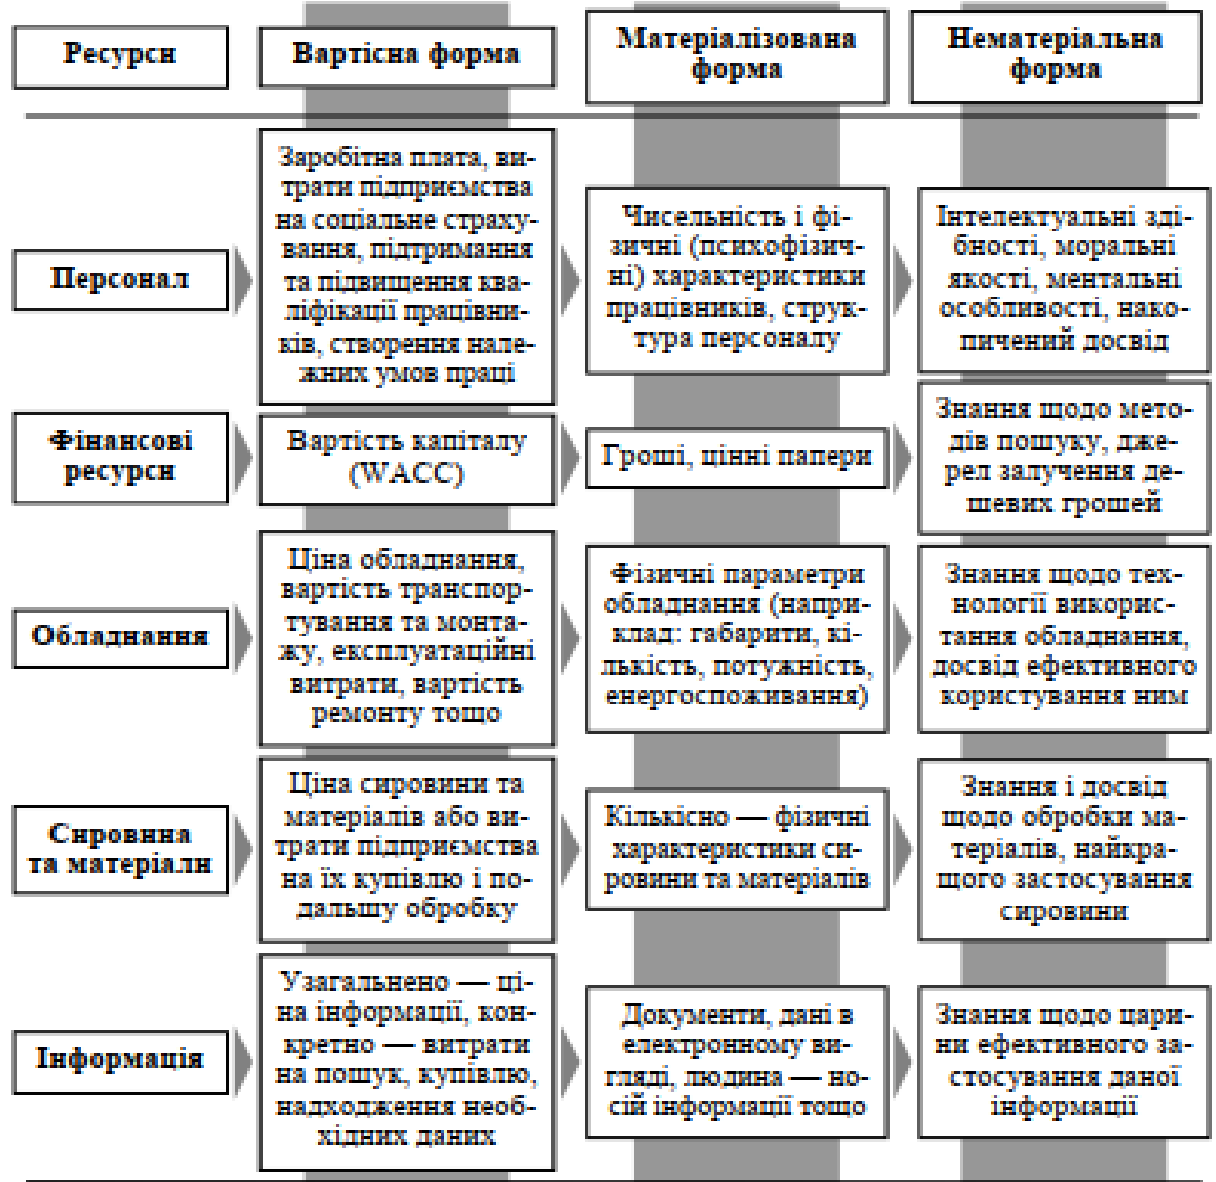 Ресурси
Вартісна форма
Матеріалізована
форма
Нематеріальна
форма
Персонал
Заробітна плата, ви-
трати підприємства
на соціальне страху-
вання, підтримання
та підвищення ква-
ліфікації працівни-
ків, створення нале-
жних умов праці
Чисельність і фі-
зичні (психофізич-
ні) характеристики
працівників, струк-
тура персоналу
Інтелектуальні зді-
бності, моральні
якості, ментальні
особливості, нако-
пичений досвід
Фінансові
ресурси
Вартість капіталу
(WACC)
Гроші, цінні папери
Знання щодо мето-
дів пошуку, дже-
рел залучення де-
шевих грошей
Обладнання
Ціна обладнання,
вартість транспор-
тування та монта-
жу, експлуатаційні
витрати, вартість
ремонту тощо
Фізичні параметри
обладнання (напри-
клад: габарити, кі-
лькість, потужність,
енергоспоживання)
Знання щодо тех-
нології викорис-
тання обладнання,
досвід ефективного
користування ним
Сировина
та матеріали
Ціна сировини та
матеріалів або ви-
трати підприємства
на їх купівлю і по-
дальшу обробку
Кількісно — фізичні
характеристики си-
ровини та матеріалів
Знання і досвід
щодо обробки ма-
теріалів, найкра-
щого застосування
сировини
Інформація
Узагальнено — ці-
на інформації, кон-
кретно — витрати
на пошук, купівлю,
надходження необ-
хідних даних
Документи, дані в
електронному ви-
гляді, людина — но-
сій інформації тощо
Знання щодо цари-
ни ефективного за-
стосування даної
інформації